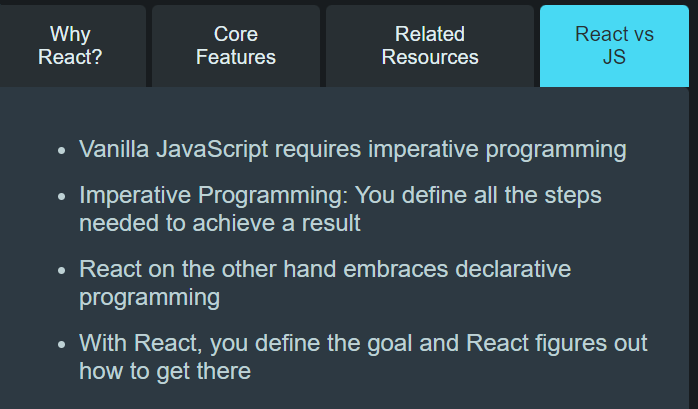 Why
React?
Core
Features
Related
Resources
React vs
JS
• Vanilla JavaScript requires imperative programming
• Imperative Programming: You define all the steps
needed to achieve a result
• React on the other hand embraces declarative
programming
• With React, you define the goal and React figures out
how to get there